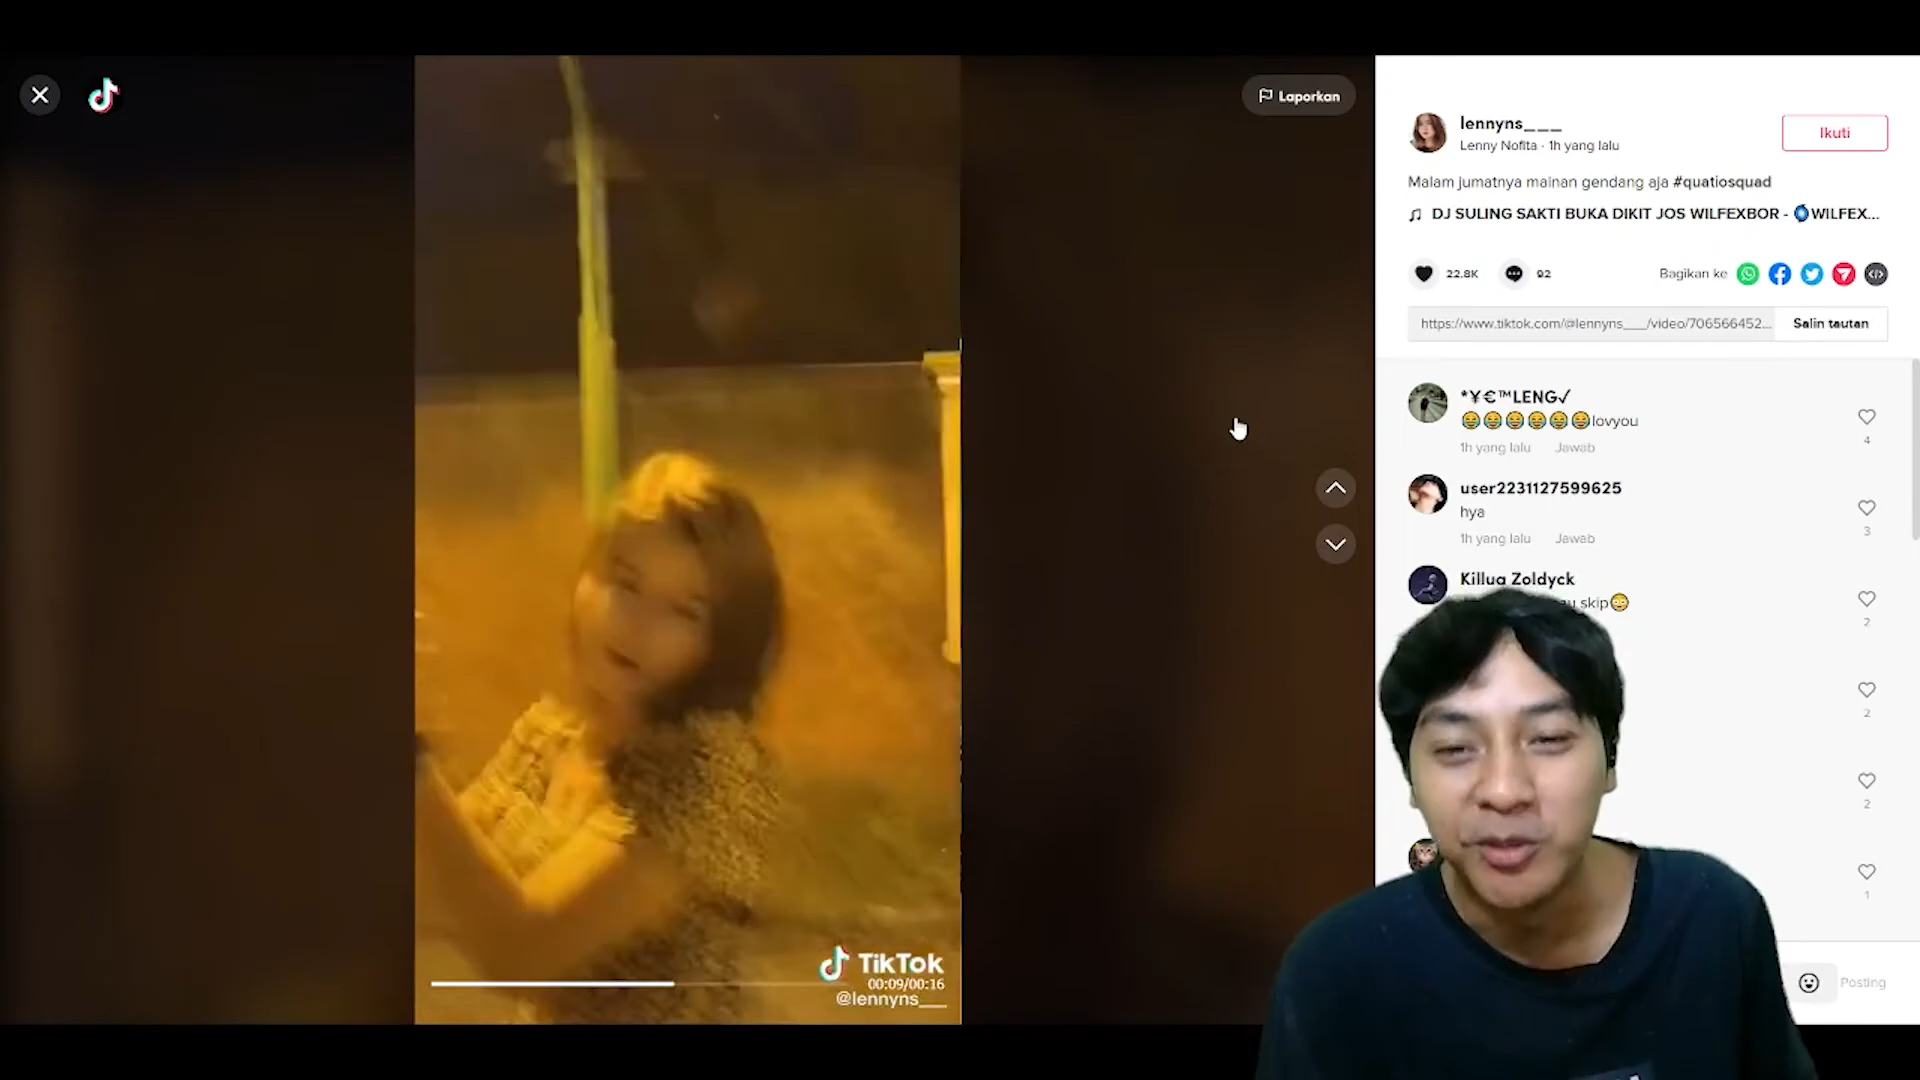 Laporkan
lennyns___
Lenny Nofita · 1h yang lalu
Ikuti
Malam jumatnya mainan gendang aja #quatiosquad
DJ SULING SAKTI BUKA DIKIT JOS WILFEXBOR - WILFEX...
22.8K
92
Bagikan ke
https://www.tiktok.com/@lennyns___/video/706566452...
Salin tautan
*¥€™LENG✓
😂😂😂😂😂😂lovyou
1h yang lalu Jawab
4
user2231127599625
hya
1h yang lalu Jawab
3
Killua Zoldyck
skip😳
2
2
2
1
TikTok
00:09/00:16
@lennyns___
Posting